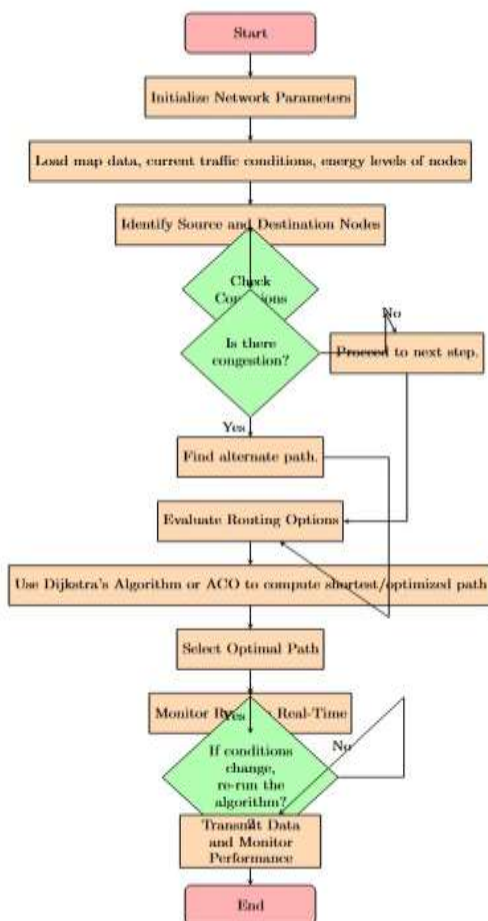 Start
Initialize Network Parameters
Load map data, current traffic conditions, energy levels of nodes
Identify Source and Destination Nodes
Check
No
Is there
congestion?
Proceed to next step.
Yes
Find alternate path.
Evaluate Routing Options
Use Dijkstra's Algorithm or ACO to compute shortest/optimized path
Select Optimal Path
Monitor Real-Time
Yes
If conditions
change,
re-run the
algorithm?
No
Transmit Data
and Monitor
Performance
End